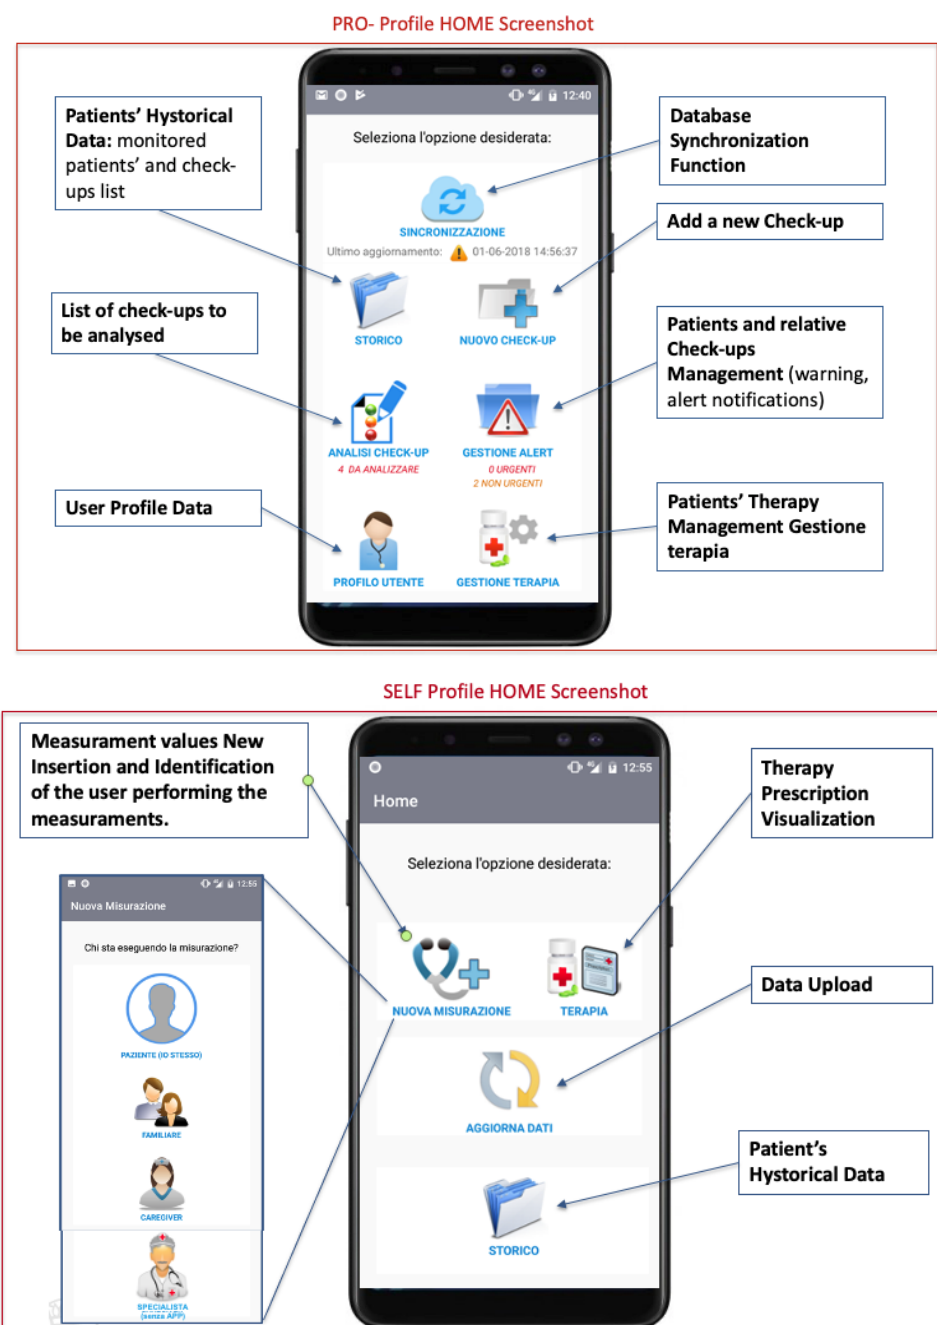 PRO- Profile HOME Screenshot
Patients’ Hystorical
Data: monitored
patients’ and check-
ups list
List of check-ups to
be analysed
User Profile Data
4G
12:40
Seleziona l'opzione desiderata:
SINCRONIZZAZIONE
Ultimo aggiornamento: 01-06-2018 14:56:37
STORICO
NUOVO CHECK-UP
ANALISI CHECK-UP
4 DA ANALIZZARE
GESTIONE ALERT
0 URGENTI
2 NON URGENTI
PROFILO UTENTE
GESTIONE TERAPIA
Database
Synchronization
Function
Add a new Check-up
Patients and relative
Check-ups
Management (warning,
alert notifications)
Patients’ Therapy
Management Gestione
terapia
SELF Profile HOME Screenshot
Measurament values New
Insertion and Identification
of the user performing the
measuraments.
12:55
Nuova Misurazione
Chi sta eseguendo la misurazione?
PAZIENTE (IO STESSO)
FAMILIARE
CAREGIVER
SPECIALISTA
(senza APP)
4G
12:55
Home
Seleziona l'opzione desiderata:
NUOVA MISURAZIONE
TERAPIA
AGGIORNA DATI
STORICO
Therapy
Prescription
Visualization
Data Upload
Patient’s
Hystorical Data